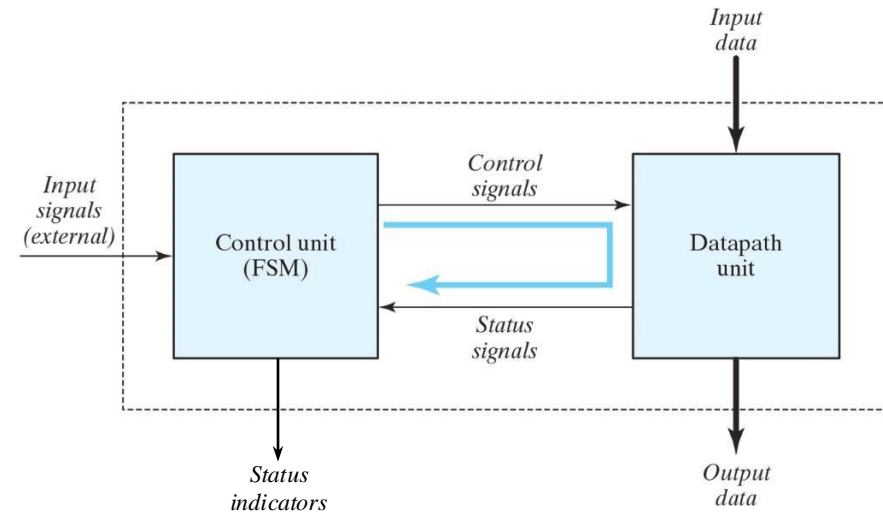 Input
data
Control
signals
Input
signals
(external)
Control unit
(FSM)
Datapath
unit
Status
signals
Status
indicators
Output
data